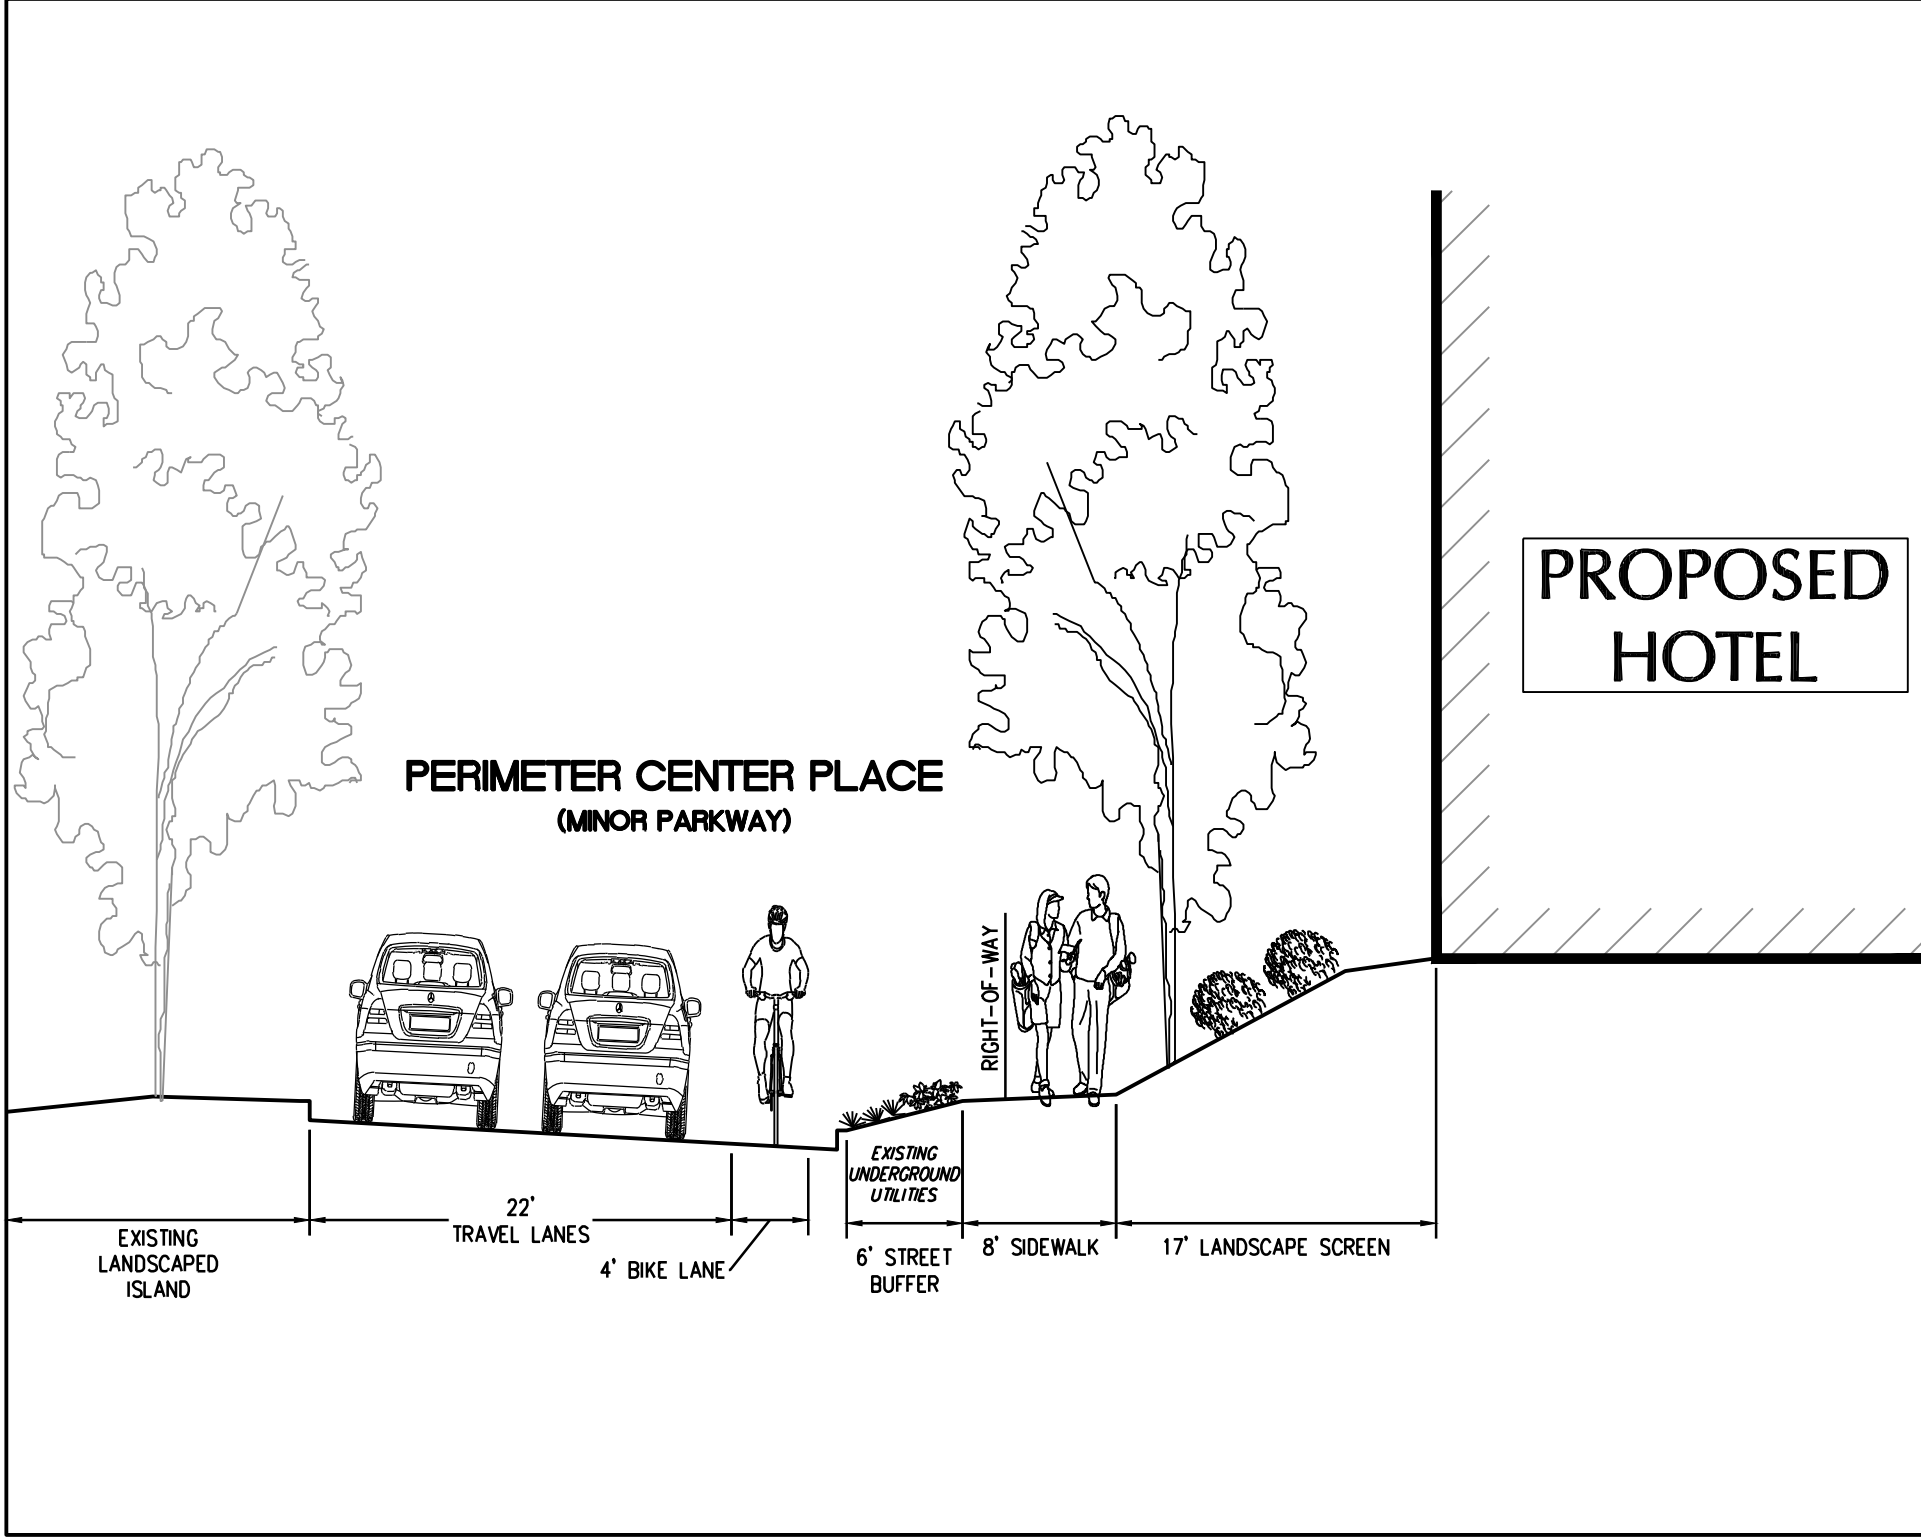 PROPOSED
HOTEL
PERIMETER CENTER PLACE
(MINOR PARKWAY)
RIGHT-OF-WAY
EXISTING
UNDERGROUND
UTILITIES
22'
TRAVEL LANES
EXISTING
LANDSCAPED
ISLAND
4' BIKE LANE
6' STREET
BUFFER
8' SIDEWALK
17' LANDSCAPE SCREEN